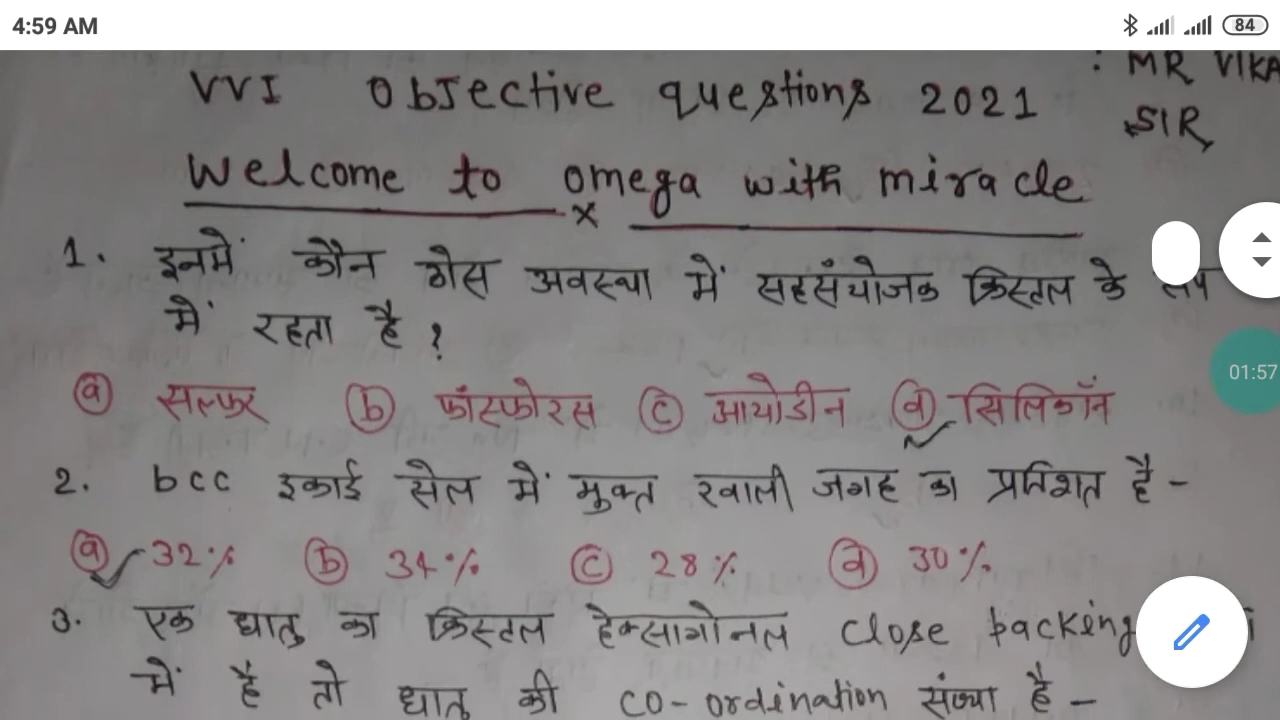 4:59 AM
84
: MR VIKA
SIR
VVI Objective questions 2021
Welcome to omega with miracle
x
1. इनमें कौन गैस अवस्था में सहसंयोजक क्रिस्टल के रूप
में रहता है ?
ⓐ सल्फर ⓑ फॉस्फोरस ⓒ आयोडीन ⓓ सिलिकॉन
01:57
2. bcc इकाई सेल में मुक्त खाली जगह का प्रतिशत है -
ⓐ 32% ⓑ 34% ⓒ 28% ⓓ 30%
3. एक धातु का क्रिस्टल हेक्सागोनल close packing
में है तो धातु की co-ordination संख्या है -